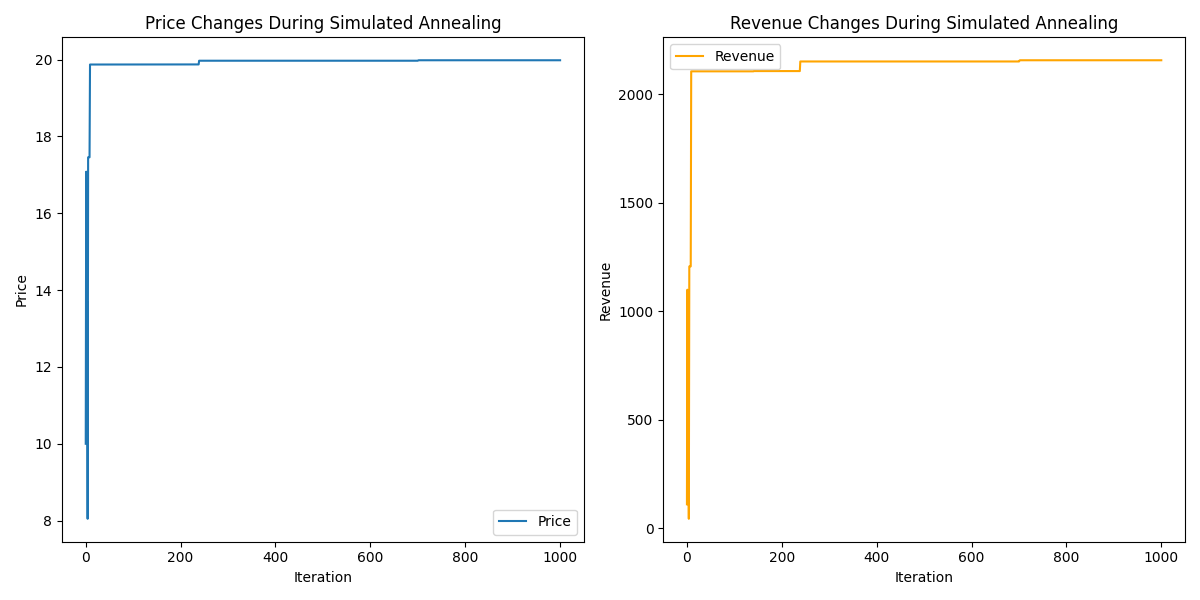 Price Changes During Simulated Annealing
20
18
16
14
12
10
8
Price
Price
0 200 400 600 800 1000
Iteration
Revenue Changes During Simulated Annealing
Revenue
2000
1500
1000
500
0
Revenue
0 200 400 600 800 1000
Iteration